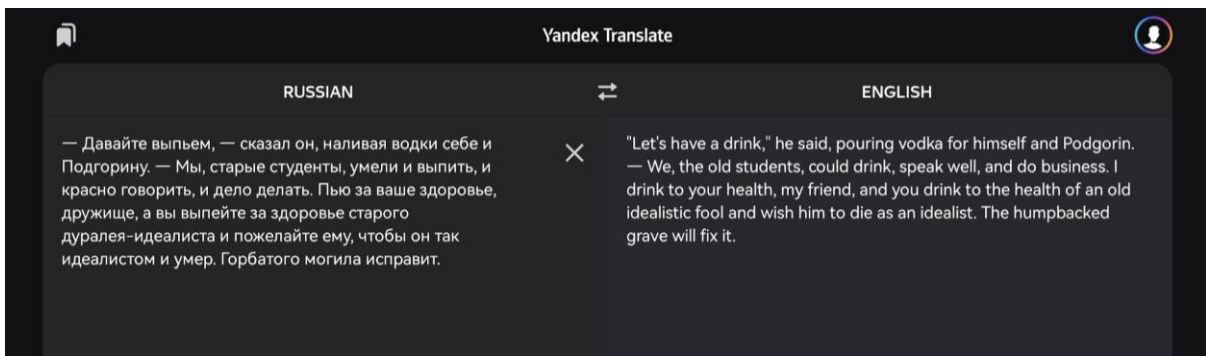 Yandex Translate
RUSSIAN
ENGLISH
— Давайте выпьем, — сказал он, наливая водки себе и
Подгорину. — Мы, старые студенты, умели и выпить, и
красно говорить, и дело делать. Пью за ваше здоровье,
дружище, а вы выпейте за здоровье старого
дуралея-идеалиста и пожелайте ему, чтобы он так
идеалистом и умер. Горбатого могила исправит.
"Let's have a drink," he said, pouring vodka for himself and Podgorin.
— We, the old students, could drink, speak well, and do business. I
drink to your health, my friend, and you drink to the health of an old
idealistic fool and wish him to die as an idealist. The humpbacked
grave will fix it.